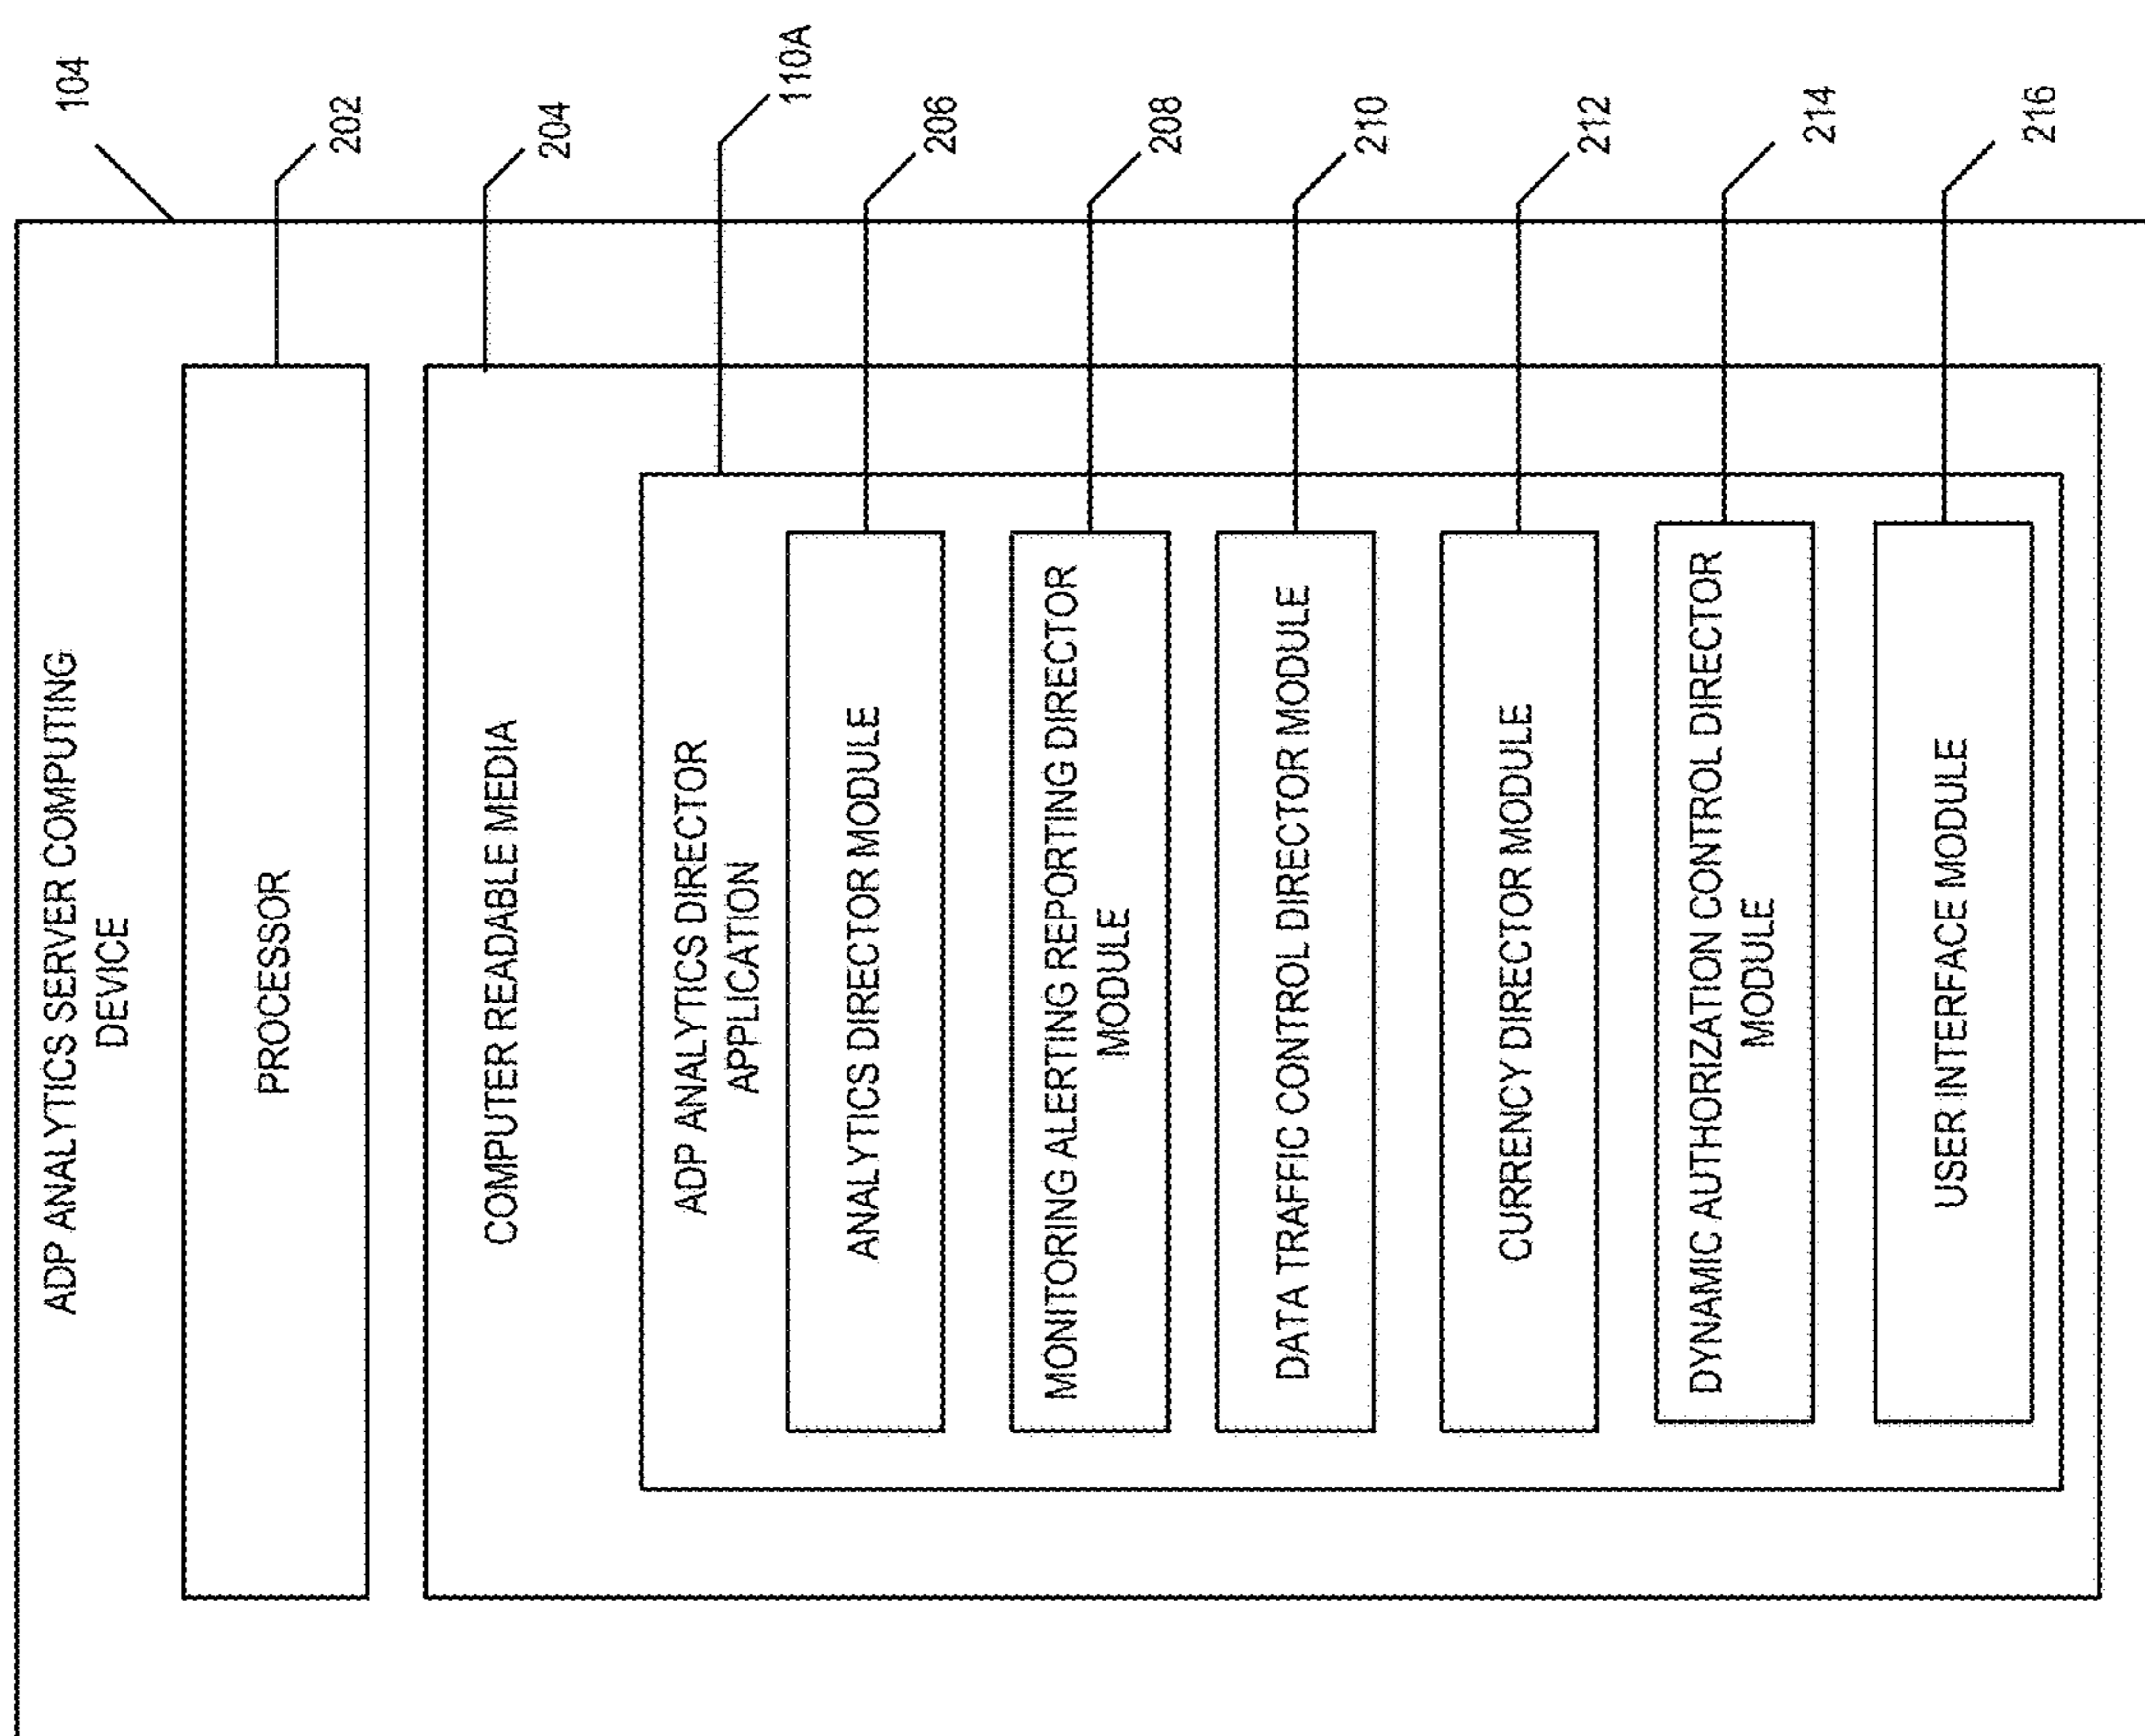 ADP ANALYTICS SERVER COMPUTING
DEVICE
104
PROCESSOR
202
COMPUTER READABLE MEDIA
204
ADP ANALYTICS DIRECTOR
APPLICATION
110A
ANALYTICS DIRECTOR MODULE
206
MONITORING ALERTING REPORTING DIRECTOR
MODULE
208
DATA TRAFFIC CONTROL DIRECTOR MODULE
210
CURRENCY DIRECTOR MODULE
212
DYNAMIC AUTHORIZATION CONTROL DIRECTOR
MODULE
214
USER INTERFACE MODULE
216